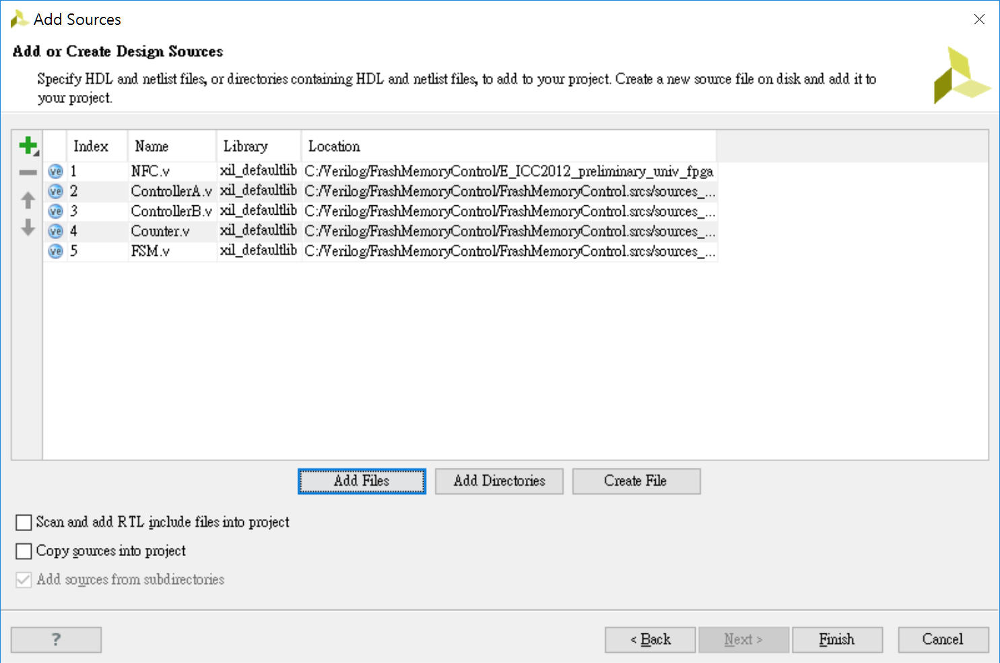 Add Sources
Add or Create Design Sources
Specify HDL and netlist files, or directories containing HDL and netlist files, to add to your project. Create a new source file on disk and add it to
your project.
Index Name Library Location
1 NFC.v xil_defaultlib C:/Verilog/FrashMemoryControl/E_ICC2012_preliminary_univ_fpga
2 ControllerA.v xil_defaultlib C:/Verilog/FrashMemoryControl/FrashMemoryControl.srcs/sources_...
3 ControllerB.v xil_defaultlib C:/Verilog/FrashMemoryControl/FrashMemoryControl.srcs/sources_...
4 Counter.v xil_defaultlib C:/Verilog/FrashMemoryControl/FrashMemoryControl.srcs/sources_...
5 FSM.v xil_defaultlib C:/Verilog/FrashMemoryControl/FrashMemoryControl.srcs/sources_...
Add Files Add Directories Create File
Scan and add RTL include files into project
Copy sources into project
Add sources from subdirectories
? < Back Next > Finish Cancel